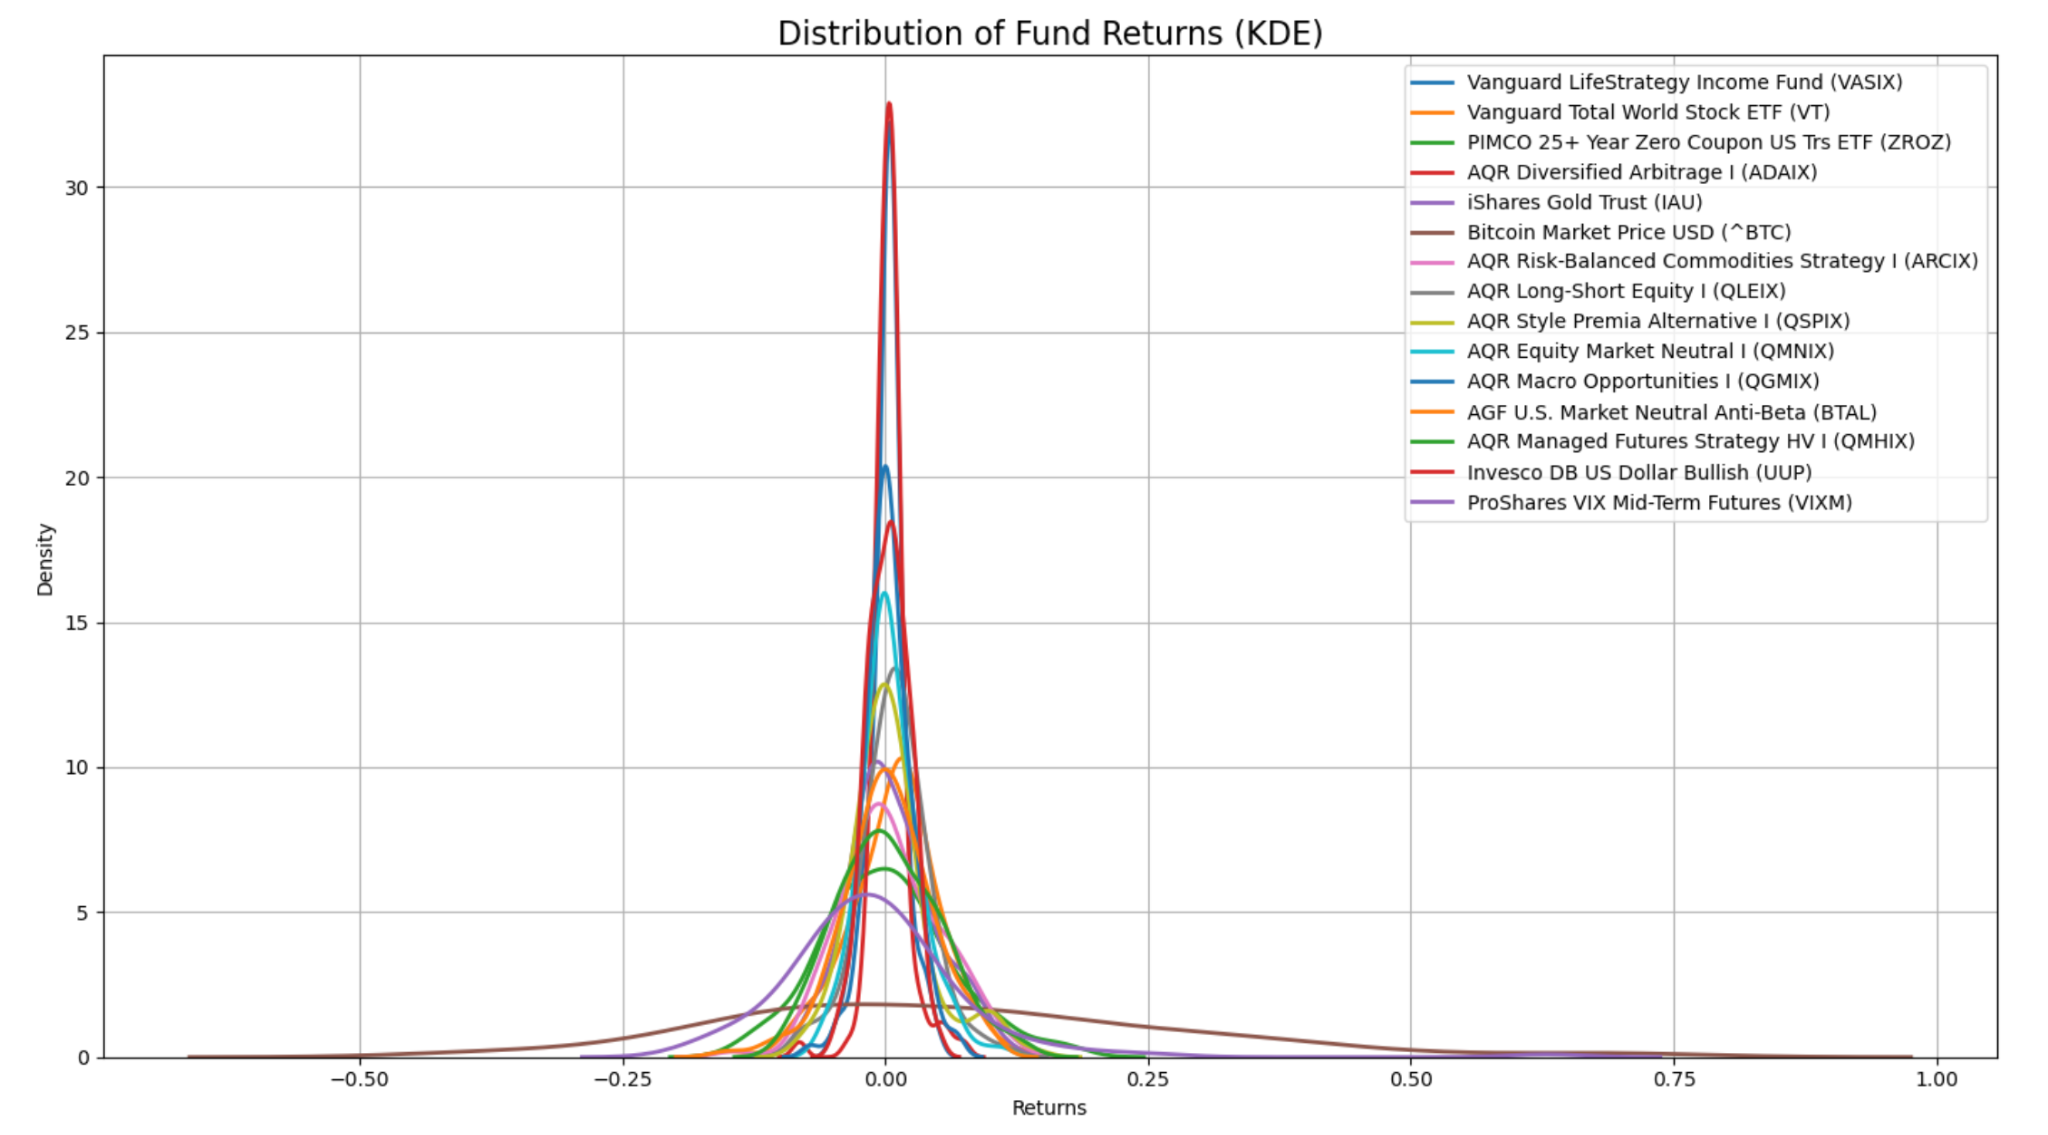 Distribution of Fund Returns (KDE)
Vanguard LifeStrategy Income Fund (VASIX)
Vanguard Total World Stock ETF (VT)
PIMCO 25+ Year Zero Coupon US Trs ETF (ZROZ)
AQR Diversified Arbitrage I (ADAIX)
iShares Gold Trust (IAU)
Bitcoin Market Price USD (^BTC)
AQR Risk-Balanced Commodities Strategy I (ARCIX)
AQR Long-Short Equity I (QLEIX)
AQR Style Premia Alternative I (QSPIX)
AQR Equity Market Neutral I (QMNIX)
AQR Macro Opportunities I (QGMIX)
AGF U.S. Market Neutral Anti-Beta (BTAL)
AQR Managed Futures Strategy HV I (QMHIX)
Invesco DB US Dollar Bullish (UUP)
ProShares VIX Mid-Term Futures (VIXM)
Density
30
25
20
15
10
5
0
−0.50
−0.25
0.00
0.25
0.50
0.75
1.00
Returns